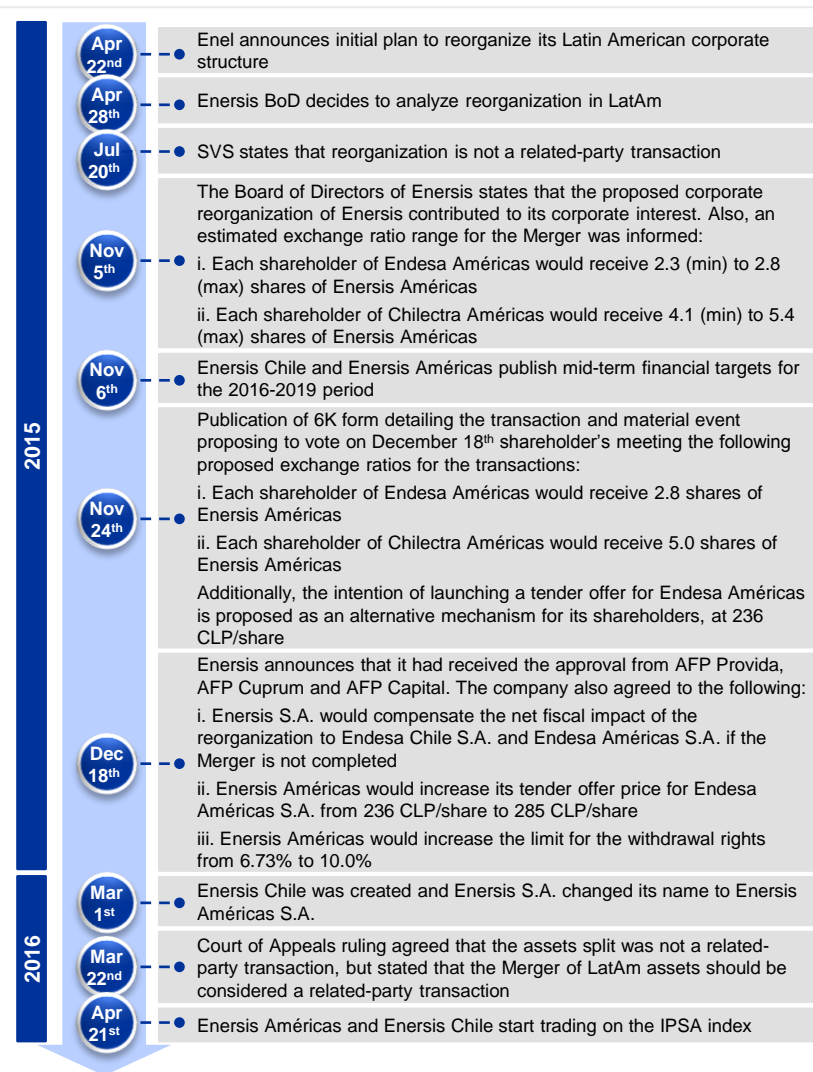 2015
Apr
22nd
Enel announces initial plan to reorganize its Latin American corporate
structure
Apr
28th
Enersis BoD decides to analyze reorganization in LatAm
Jul
20th
SVS states that reorganization is not a related-party transaction
Nov
5th
The Board of Directors of Enersis states that the proposed corporate
reorganization of Enersis contributed to its corporate interest. Also, an
estimated exchange ratio range for the Merger was informed:
i. Each shareholder of Endesa Américas would receive 2.3 (min) to 2.8
(max) shares of Enersis Américas
ii. Each shareholder of Chilectra Américas would receive 4.1 (min) to 5.4
(max) shares of Enersis Américas
Nov
6th
Enersis Chile and Enersis Américas publish mid-term financial targets for
the 2016-2019 period
Nov
24th
Publication of 6K form detailing the transaction and material event
proposing to vote on December 18th shareholder’s meeting the following
proposed exchange ratios for the transactions:
i. Each shareholder of Endesa Américas would receive 2.8 shares of
Enersis Américas
ii. Each shareholder of Chilectra Américas would receive 5.0 shares of
Enersis Américas
Additionally, the intention of launching a tender offer for Endesa Américas
is proposed as an alternative mechanism for its shareholders, at 236
CLP/share
Dec
18th
Enersis announces that it had received the approval from AFP Provida,
AFP Cuprum and AFP Capital. The company also agreed to the following:
i. Enersis S.A. would compensate the net fiscal impact of the
reorganization to Endesa Chile S.A. and Endesa Américas S.A. if the
Merger is not completed
ii. Enersis Américas would increase its tender offer price for Endesa
Américas S.A. from 236 CLP/share to 285 CLP/share
iii. Enersis Américas would increase the limit for the withdrawal rights
from 6.73% to 10.0%
2016
Mar
1st
Enersis Chile was created and Enersis S.A. changed its name to Enersis
Américas S.A.
Mar
22nd
Court of Appeals ruling agreed that the assets split was not a related-
party transaction, but stated that the Merger of LatAm assets should be
considered a related-party transaction
Apr
21st
Enersis Américas and Enersis Chile start trading on the IPSA index